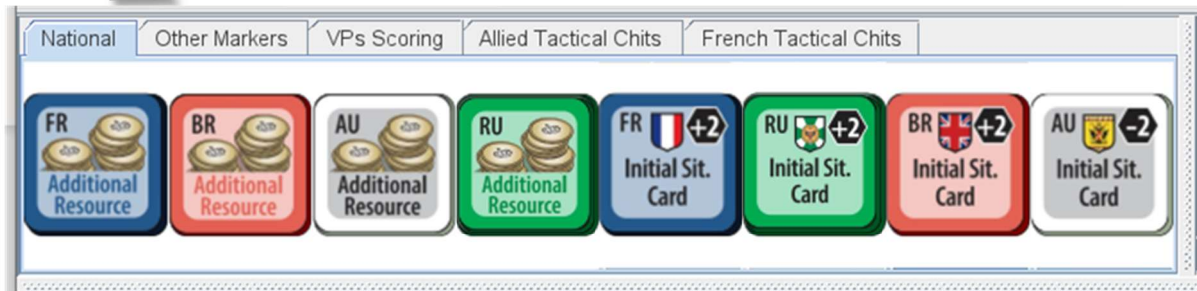 National Other Markers VPs Scoring Allied Tactical Chits French Tactical Chits
FR
Additional
Resource
BR
Additional
Resource
AU
Additional
Resource
RU
Additional
Resource
FR +2
Initial Sit.
Card
RU +2
Initial Sit.
Card
BR +2
Initial Sit.
Card
AU -2
Initial Sit.
Card